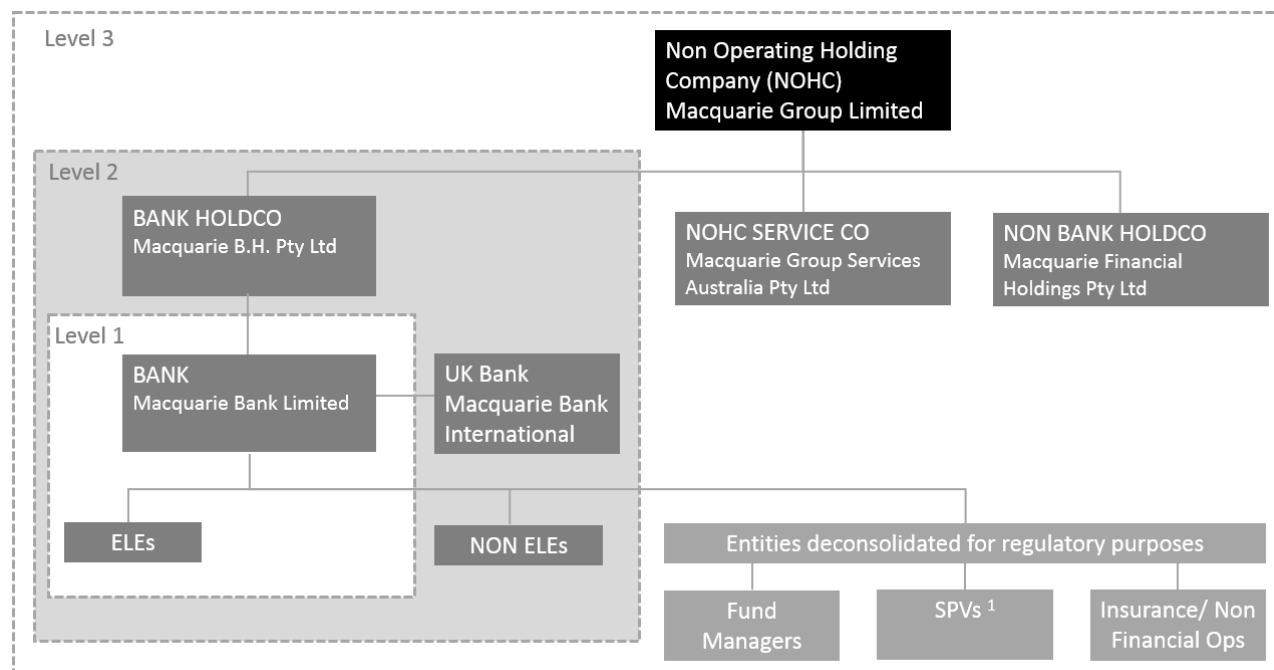 Level 3
Non Operating Holding
Company (NOHC)
Macquarie Group Limited
Level 2
BANK HOLDCO
Macquarie B.H. Pty Ltd
NOHC SERVICE CO
Macquarie Group Services
Australia Pty Ltd
NON BANK HOLDCO
Macquarie Financial
Holdings Pty Ltd
Level 1
BANK
Macquarie Bank Limited
UK Bank
Macquarie Bank
International
ELEs
NON ELEs
Entities deconsolidated for regulatory purposes
Fund
Managers
SPVs 1
Insurance/ Non
Financial Ops